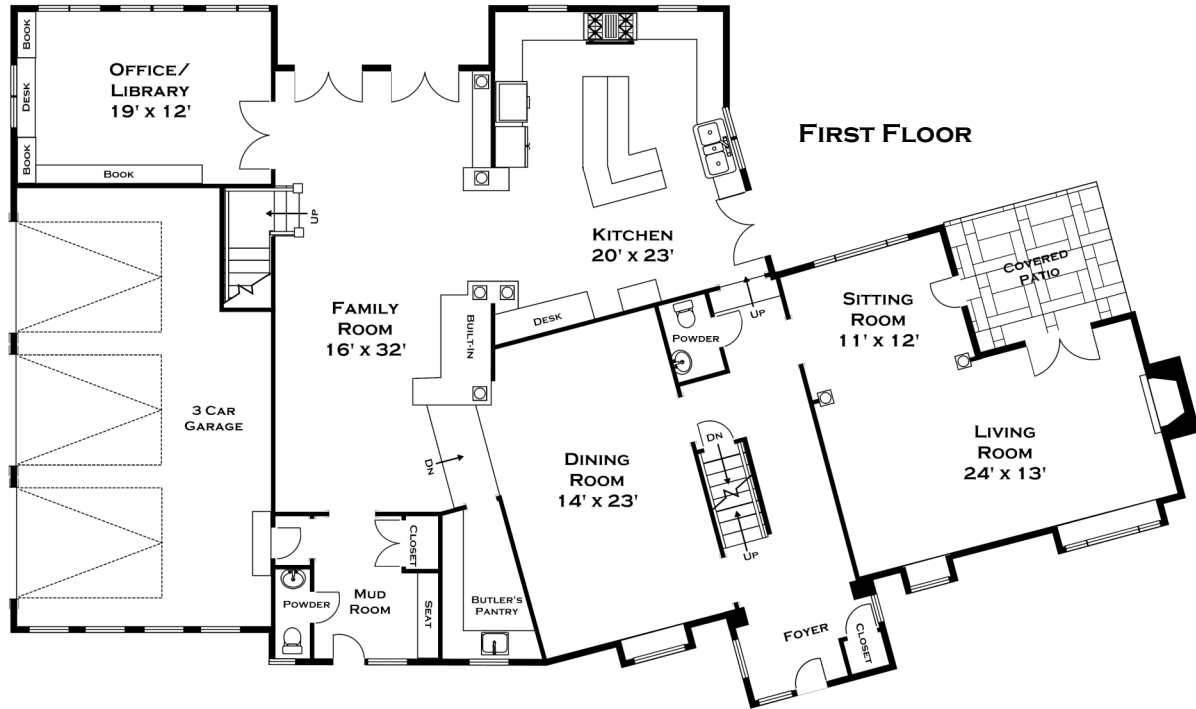 FIRST FLOOR
BOOK
DESK
BOOK
BOOK
OFFICE/
LIBRARY
19' x 12'
UP
KITCHEN
20' x 23'
FAMILY
ROOM
16' x 32'
BUILT-IN
DESK
POWDER
UP
SITTING
ROOM
11' x 12'
COVERED
PATIO
3 CAR
GARAGE
DN
DINING
ROOM
14' x 23'
DN
UP
LIVING
ROOM
24' x 13'
CLOSET
POWDER
MUD
ROOM
SEAT
BUTLER'S
PANTRY
FOYER
CLOSET